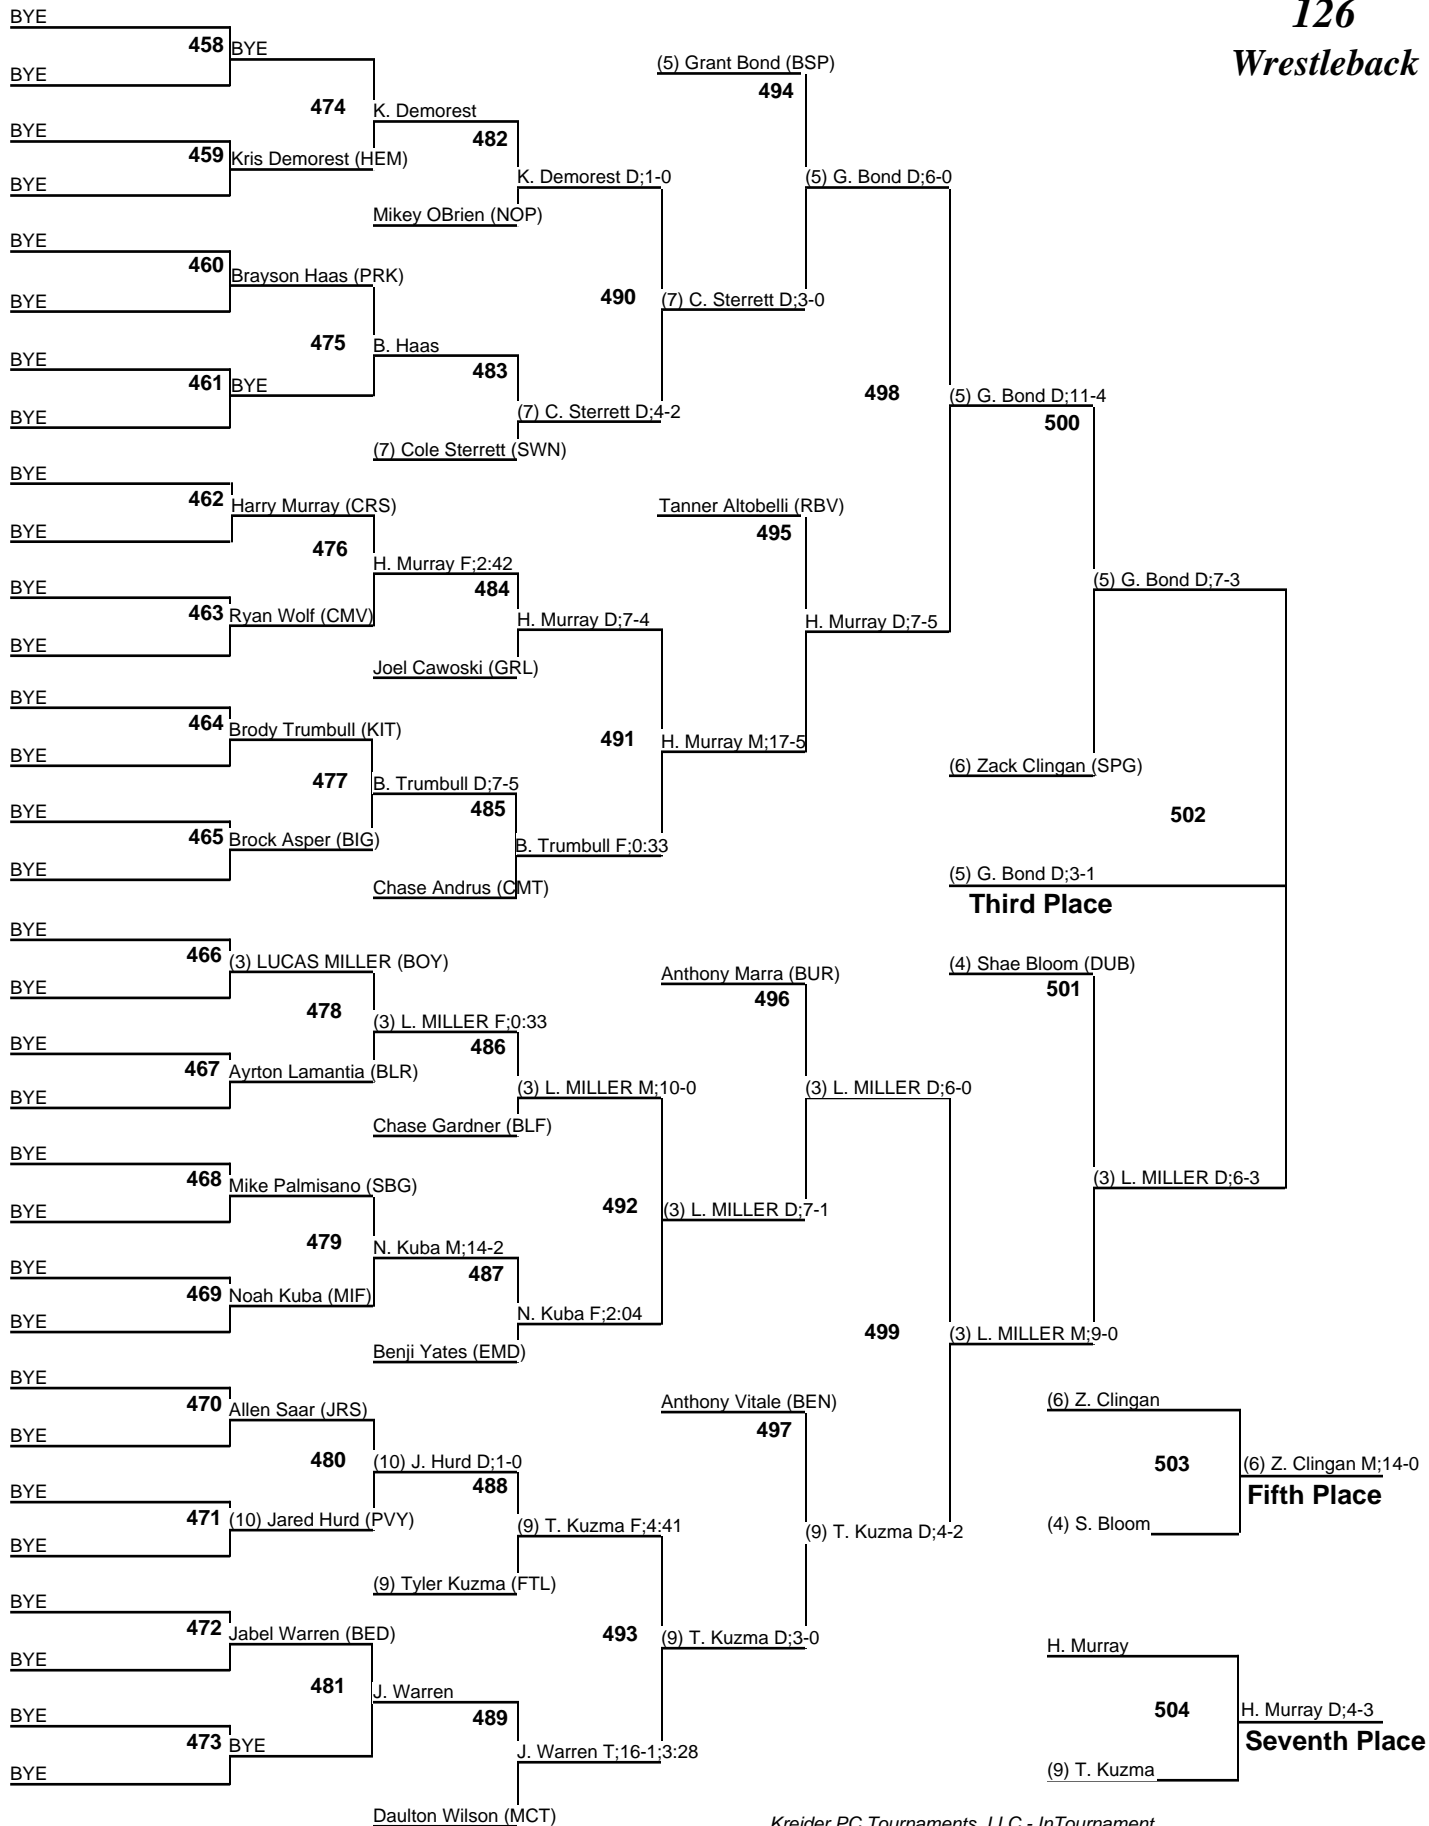 126
Wrestleback
BYE
458
BYE
BYE
474
K. Demorest
482
BYE
459
Kris Demorest (HEM)
BYE
K. Demorest D;1-0
Mikey OBrien (NOP)
(5) Grant Bond (BSP)
494
(5) G. Bond D;6-0
BYE
460
Brayson Haas (PRK)
BYE
490
(7) C. Sterrett D;3-0
475
B. Haas
483
BYE
461
BYE
BYE
(7) C. Sterrett D;4-2
(7) Cole Sterrett (SWN)
498
(5) G. Bond D;11-4
500
BYE
462
Harry Murray (CRS)
BYE
476
H. Murray F;2:42
484
BYE
463
Ryan Wolf (CMV)
BYE
H. Murray D;7-4
Joel Cawoski (GRL)
Tanner Altobelli (RBV)
495
H. Murray D;7-5
(5) G. Bond D;7-3
BYE
464
Brody Trumbull (KIT)
BYE
491
H. Murray M;17-5
477
B. Trumbull D;7-5
485
BYE
465
Brock Asper (BIG)
BYE
B. Trumbull F;0:33
Chase Andrus (CMT)
(6) Zack Clingan (SPG)
502
(5) G. Bond D;3-1
Third Place
BYE
466
(3) LUCAS MILLER (BOY)
BYE
478
(3) L. MILLER F;0:33
486
BYE
467
Ayrton Lamantia (BLR)
BYE
(3) L. MILLER M;10-0
Chase Gardner (BLF)
Anthony Marra (BUR)
496
(3) L. MILLER D;6-0
(4) Shae Bloom (DUB)
501
BYE
468
Mike Palmisano (SBG)
BYE
492
(3) L. MILLER D;7-1
(3) L. MILLER D;6-3
479
N. Kuba M;14-2
487
BYE
469
Noah Kuba (MIF)
BYE
N. Kuba F;2:04
Benji Yates (EMD)
499
(3) L. MILLER M;9-0
BYE
470
Allen Saar (JRS)
BYE
480
(10) J. Hurd D;1-0
488
BYE
471
(10) Jared Hurd (PVY)
BYE
(9) T. Kuzma F;4:41
(9) Tyler Kuzma (FTL)
Anthony Vitale (BEN)
497
(9) T. Kuzma D;4-2
(6) Z. Clingan
503
(6) Z. Clingan M;14-0
Fifth Place
(4) S. Bloom
BYE
472
Jabel Warren (BED)
BYE
493
(9) T. Kuzma D;3-0
481
J. Warren
489
BYE
473
BYE
BYE
J. Warren T;16-1;3:28
Daulton Wilson (MCT)
H. Murray
504
H. Murray D;4-3
Seventh Place
(9) T. Kuzma
Kreider PC Tournaments, LLC - InTournament